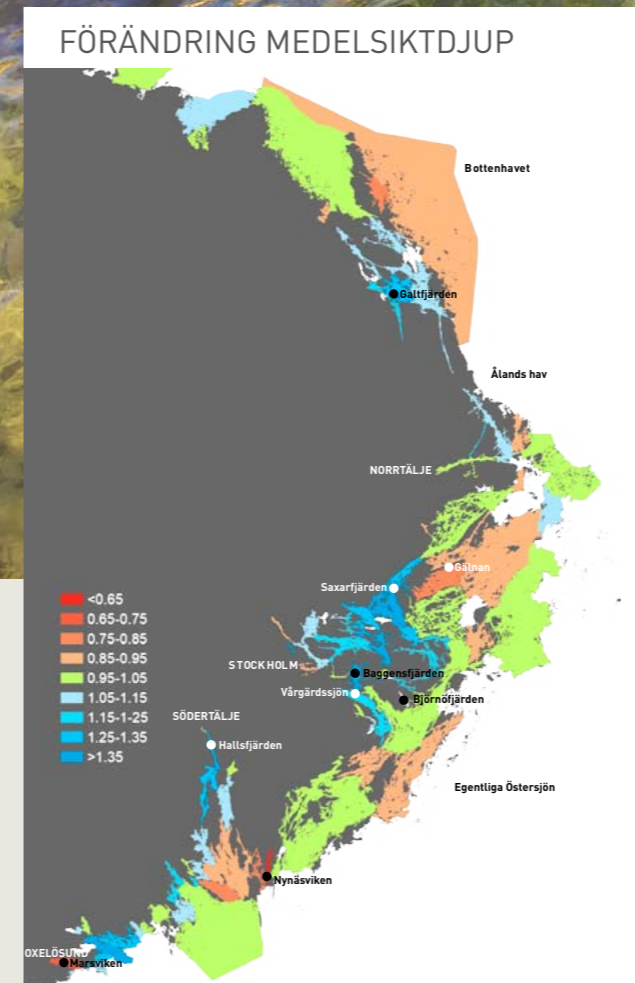 FÖRÄNDRING MEDELSIKTDJUP
Bottenhavet
Galtfjärden
Ålands hav
NORRTÄLJE
Gälnan
Saxarfjärden
<0.65
0.65-0.75
0.75-0.85
0.85-0.95
0.95-1.05
1.05-1.15
1.15-1-25
1.25-1.35
>1.35
STOCKHOLM
Baggensfjärden
Vårgärdssjön
Björnöfjärden
SÖDERTÄLJE
Hallsfjärden
Egentliga Östersjön
Nynäsviken
OXELÖSUND
Marsviken